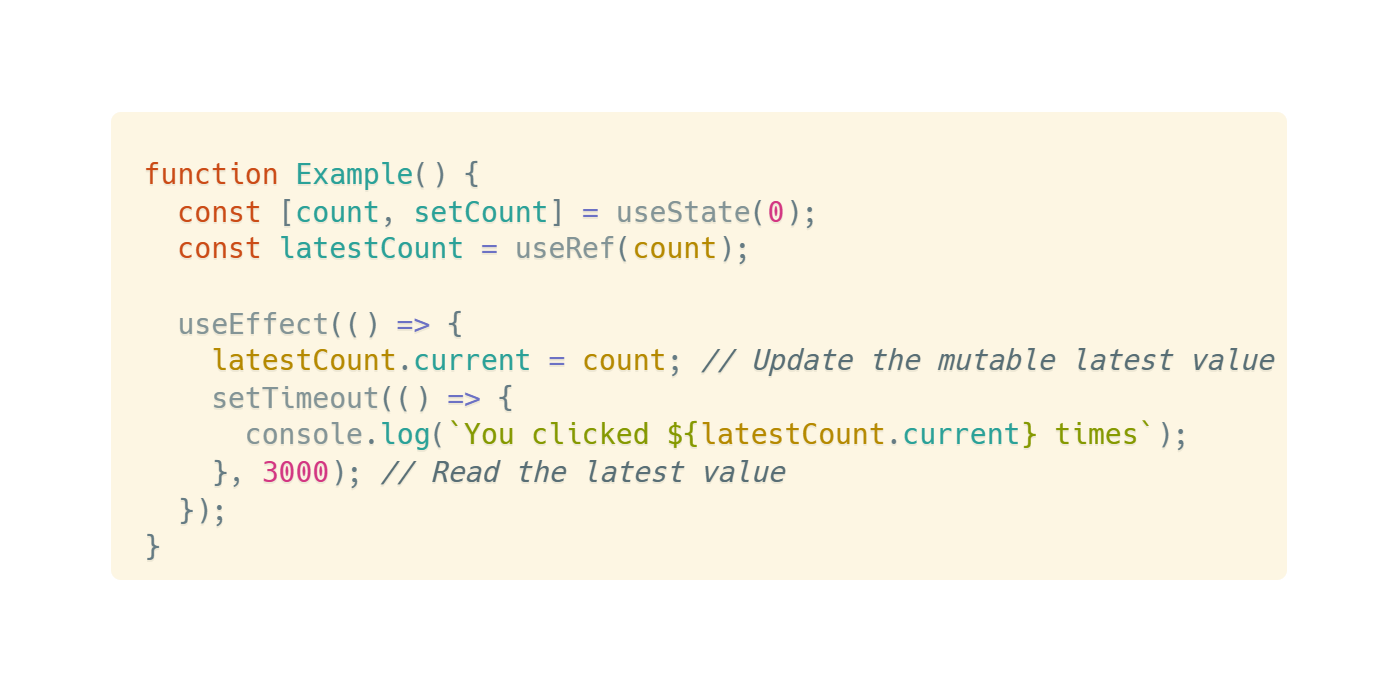 function Example() {
  const [count, setCount] = useState(0);
  const latestCount = useRef(count);

  useEffect(() => {
    latestCount.current = count; // Update the mutable latest value
    setTimeout(() => {
      console.log(`You clicked ${latestCount.current} times`);
    }, 3000); // Read the latest value
  });
}